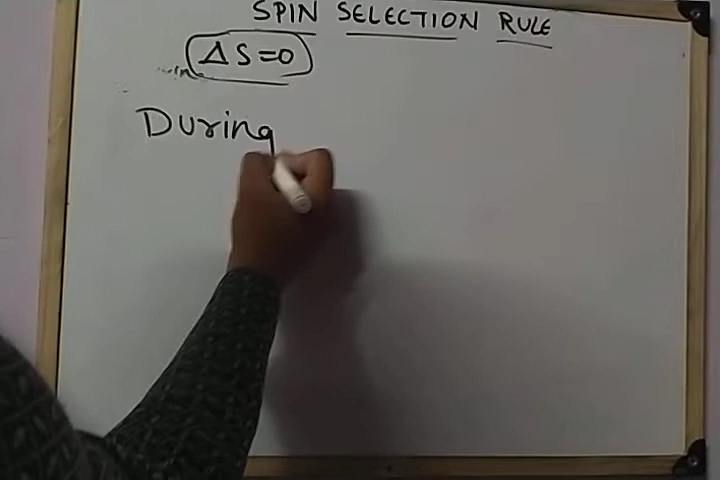 SPIN SELECTION RULE
ΔS=0
During